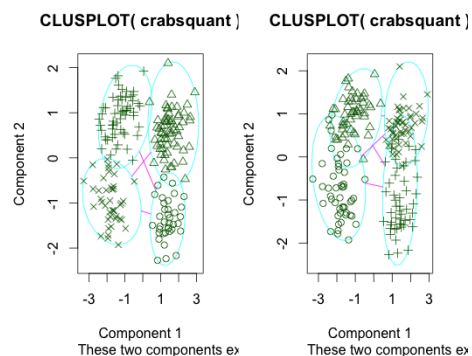 CLUSPLOT( crabsquant )
Component 2
2
1
0
-1
-2
-3
-1
1
3
Component 1
These two components ex
CLUSPLOT( crabsquant )
Component 2
2
1
0
-1
-2
-3
-1
1
3
Component 1
These two components ex